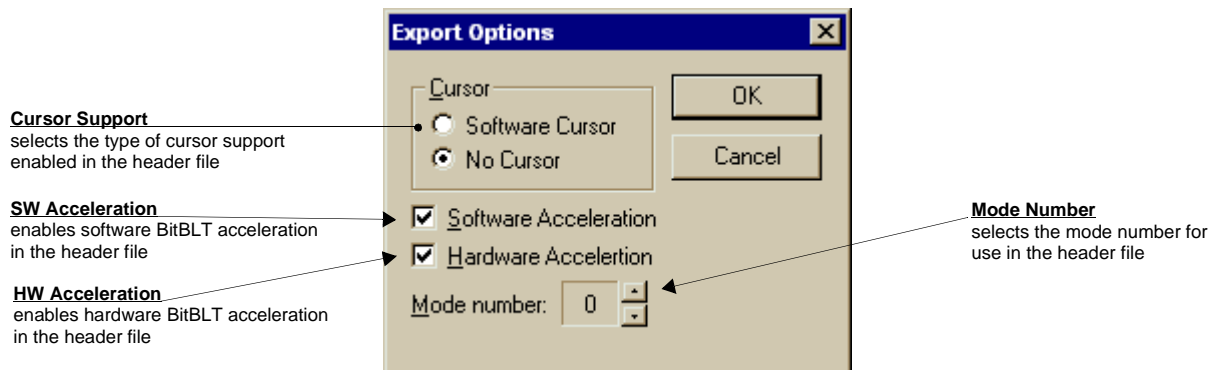 Export Options
Cursor
Software Cursor
No Cursor
OK
Cancel
Software Acceleration
Hardware Accelertion
Mode number: 0
Cursor Support
selects the type of cursor support
enabled in the header file
SW Acceleration
enables software BitBLT acceleration
in the header file
HW Acceleration
enables hardware BitBLT acceleration
in the header file
Mode Number
selects the mode number for
use in the header file